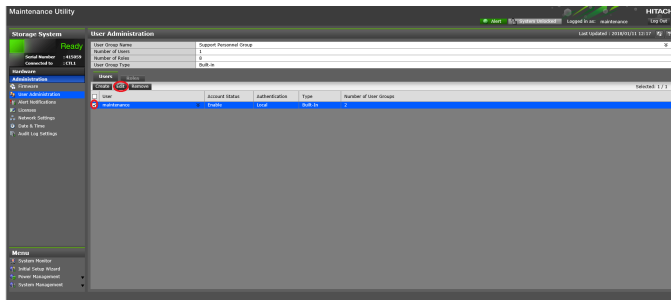 Maintenance Utility
HITACH
Alert System Unlocked Logged in as: maintenance Log Out
Storage System
Ready
Serial Number : 415059
Connected to : CTL1
Hardware
Administration
Firmware
User Administration
Alert Notifications
Licenses
Network Settings
Date & Time
Audit Log Settings
Menu
System Monitor
Initial Setup Wizard
Power Management
System Management
User Administration
Last Updated : 2018/01/11 11:17
User Group Name Support Personnel Group
Number of Users 1
Number of Roles 6
User Group Type Built-in
Users Roles
Create Edit Remove
Selected: 1 / 1
User Account Status Authentication Type Number of User Groups
maintenance Enable Local Built-in 2